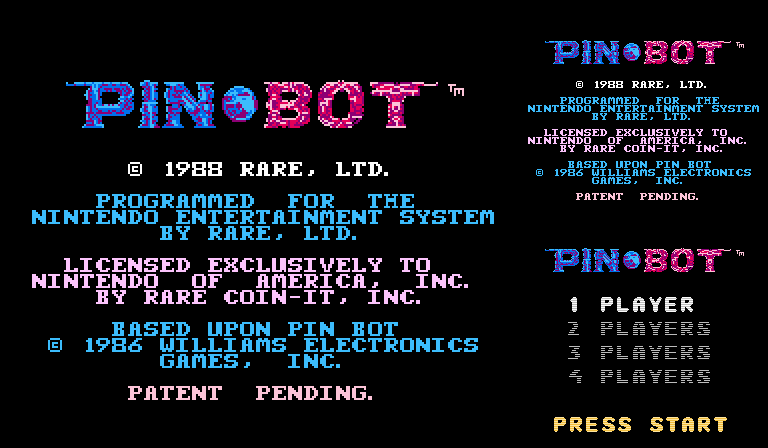 PIN•BOT™
© 1988 RARE, LTD.
PROGRAMMED FOR THE
NINTENDO ENTERTAINMENT SYSTEM
BY RARE, LTD.
LICENSED EXCLUSIVELY TO
NINTENDO OF AMERICA, INC.
BY RARE COIN-IT, INC.
BASED UPON PIN BOT
© 1986 WILLIAMS ELECTRONICS
GAMES, INC.
PATENT PENDING.
PIN•BOT™
© 1988 RARE, LTD.
PROGRAMMED FOR THE
NINTENDO ENTERTAINMENT SYSTEM
BY RARE, LTD.
LICENSED EXCLUSIVELY TO
NINTENDO OF AMERICA, INC.
BY RARE COIN-IT, INC.
BASED UPON PIN BOT
© 1986 WILLIAMS ELECTRONICS
GAMES, INC.
PATENT PENDING.
PIN•BOT™
1 PLAYER
2 PLAYERS
3 PLAYERS
4 PLAYERS
PRESS START